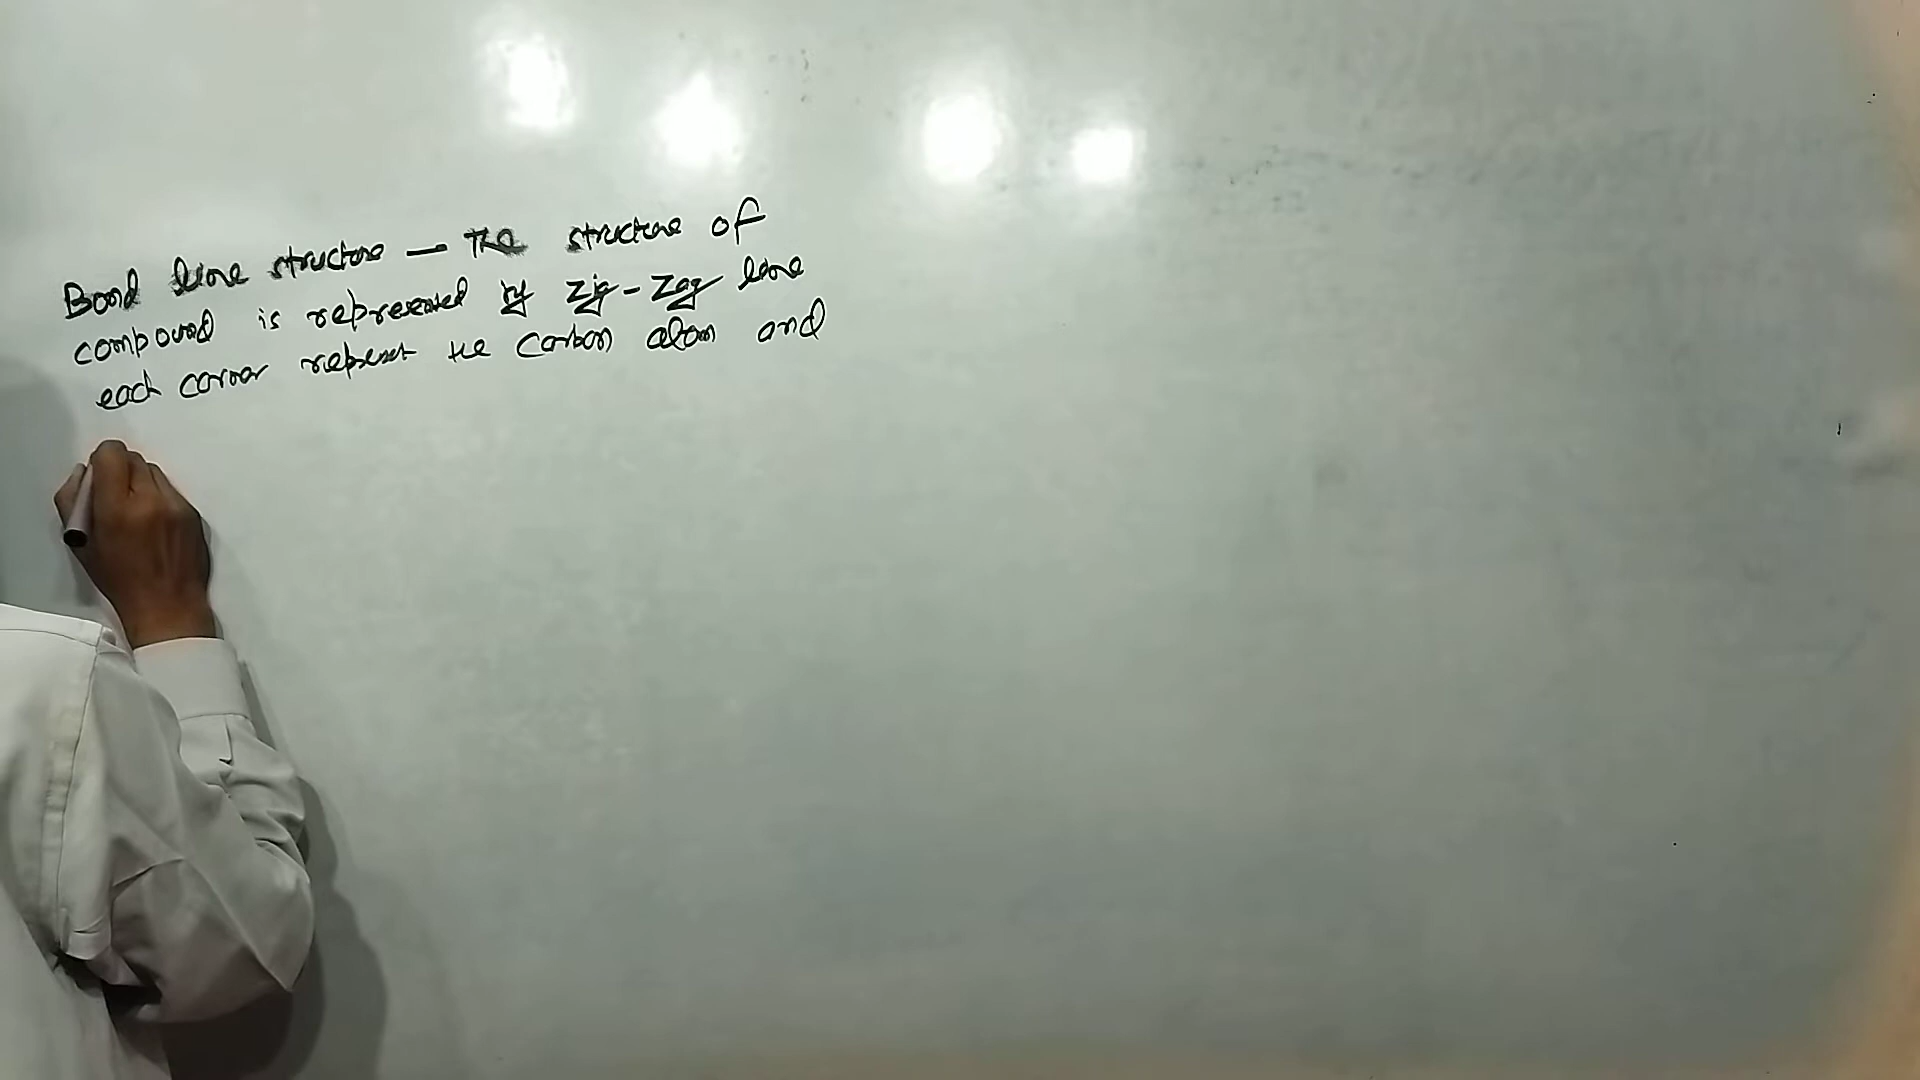 Bond line structure — The structure of
compound is represented by Zig-Zag line
each corner represent the carbon atom and